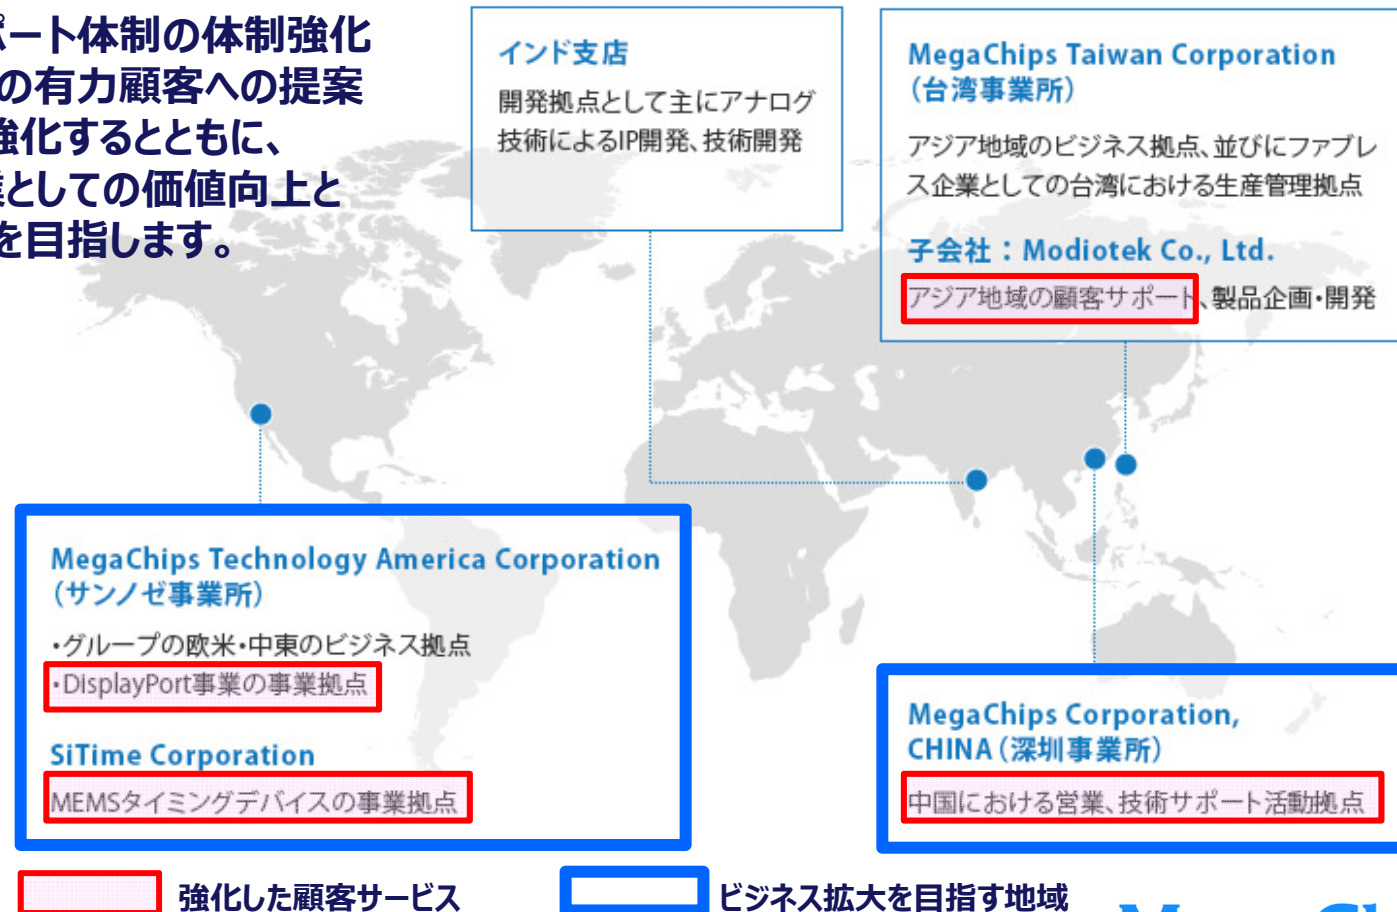 ポート体制の体制強化
の有力顧客への提案
強化するとともに、
業としての価値向上と
を目指します。
インド支店
開発拠点として主にアナログ
技術によるIP開発、技術開発
MegaChips Taiwan Corporation
（台湾事業所）
アジア地域のビジネス拠点、並びにファブレ
ス企業としての台湾における生産管理拠点
子会社：Modiotek Co., Ltd.
アジア地域の顧客サポート、製品企画・開発
MegaChips Technology America Corporation
（サンノゼ事業所）
・グループの欧米・中東のビジネス拠点
・DisplayPort事業の事業拠点
SiTime Corporation
MEMSタイミングデバイスの事業拠点
MegaChips Corporation,
CHINA（深圳事業所）
中国における営業、技術サポート活動拠点
強化した顧客サービス
ビジネス拡大を目指す地域